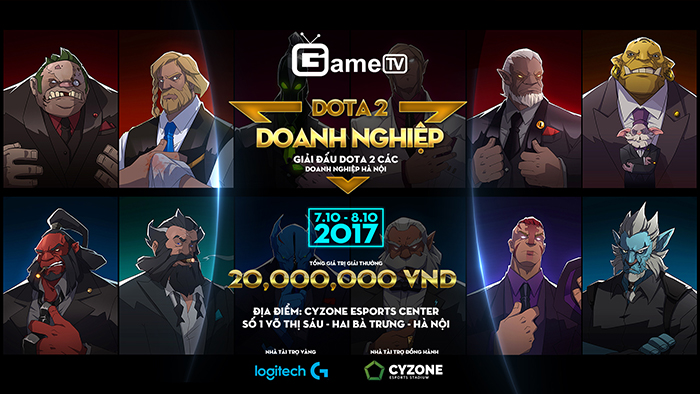 GameTV
DOTA 2
DOANH NGHIỆP
GIẢI ĐẤU DOTA 2 CÁC
DOANH NGHIỆP HÀ NỘI
7.10 - 8.10
2017
TỔNG GIÁ TRỊ GIẢI THƯỞNG
20,000,000 VNĐ
ĐỊA ĐIỂM: CYZONE ESPORTS CENTER
SỐ 1 VÕ THỊ SÁU - HAI BÀ TRƯNG - HÀ NỘI
NHÀ TÀI TRỢ VÀNG
logitech G
NHÀ TÀI TRỢ ĐỒNG HÀNH
CYZONE
ESPORTS STADIUM